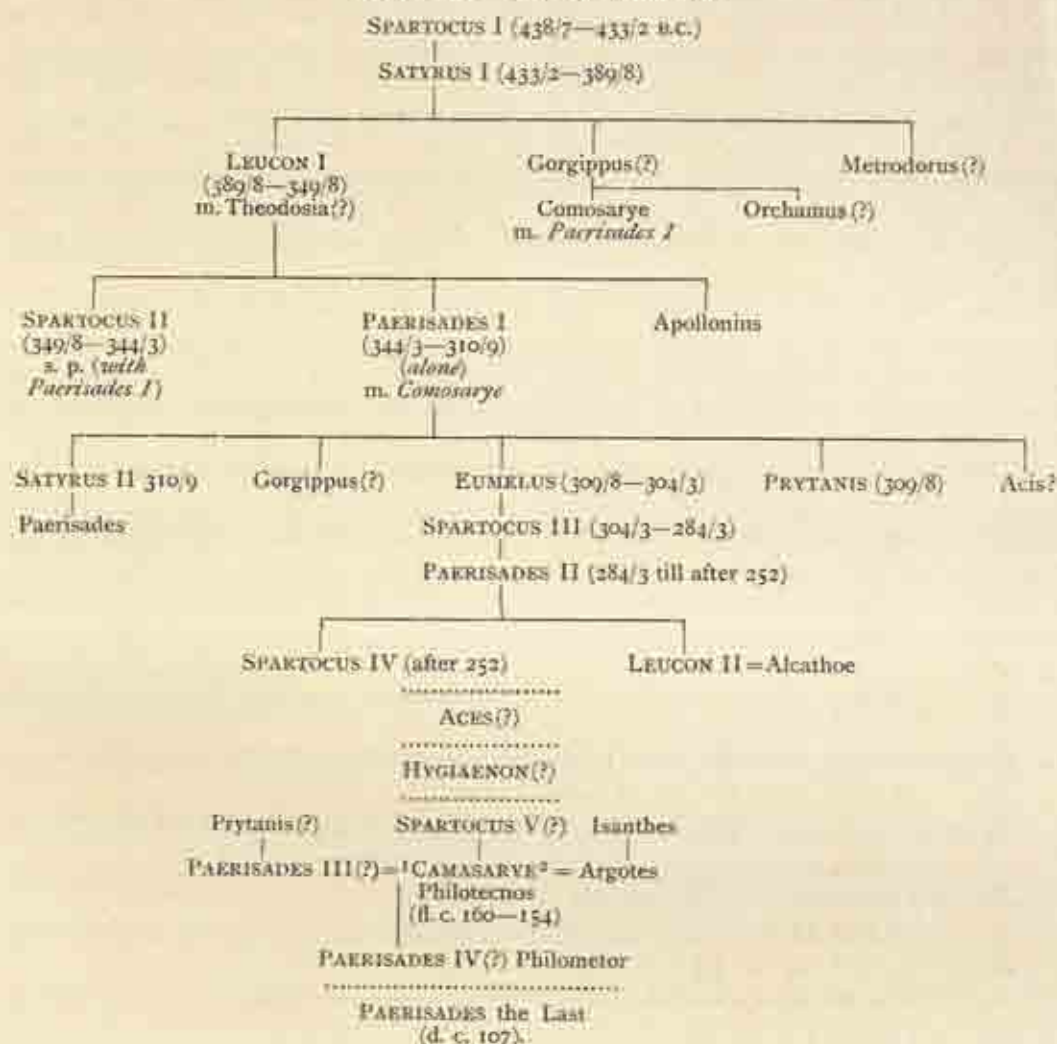 SPARTOCUS I (438/7—433/2 B.C.)
SATYRUS I (433/2—389/8)
LEUCON I
(389/8—349/8)
m. Theodosia(?)
Gorgippus(?)
Metrodorus(?)
Comosarye
m. Paerisades I
Orchamus(?)
SPARTOCUS II
(349/8—344/3)
s. p. (with
Paerisades I)
PAERISADES I
(344/3—310/9)
(alone)
m. Comosarye
Apollonius
SATYRUS II 310/9
Gorgippus(?)
EUMELUS (309/8—304/3)
PRYTANIS (309/8)
Acis?
Paerisades
SPARTOCUS III (304/3—284/3)
PAERISADES II (284/3 till after 252)
SPARTOCUS IV (after 252)
LEUCON II = Alcathoe
ACES(?)
HYGIAENON(?)
Prytanis(?)
SPARTOCUS V(?)
Isanthes
PAERISADES III(?) = ¹CAMASARYE² = Argotes
Philotecnos
(fl. c. 160—154)
PAERISADES IV(?) Philometor
PAERISADES the Last
(d. c. 107).